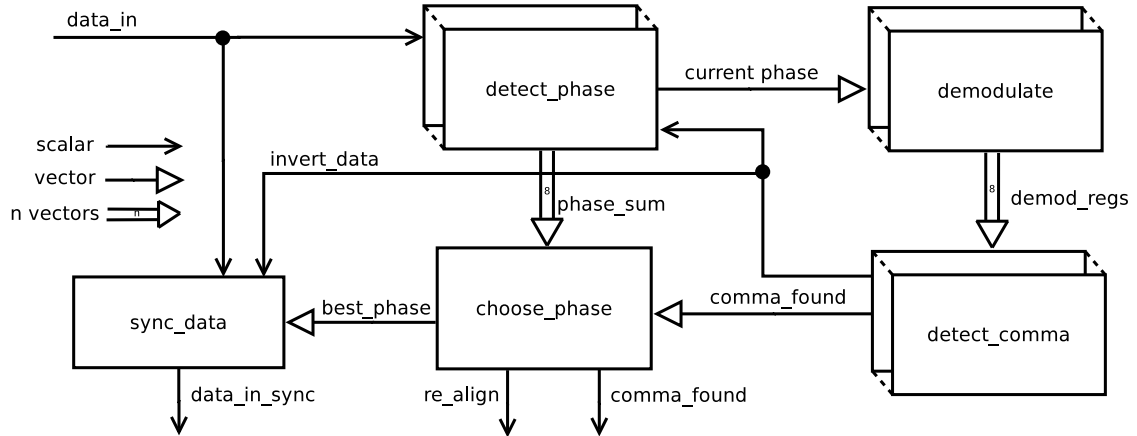 data_in
detect_phase
current phase
demodulate
scalar
vector
n vectors
n
invert_data
8
phase_sum
8
demod_regs
sync_data
best_phase
choose_phase
comma_found
detect_comma
data_in_sync
re_align
comma_found